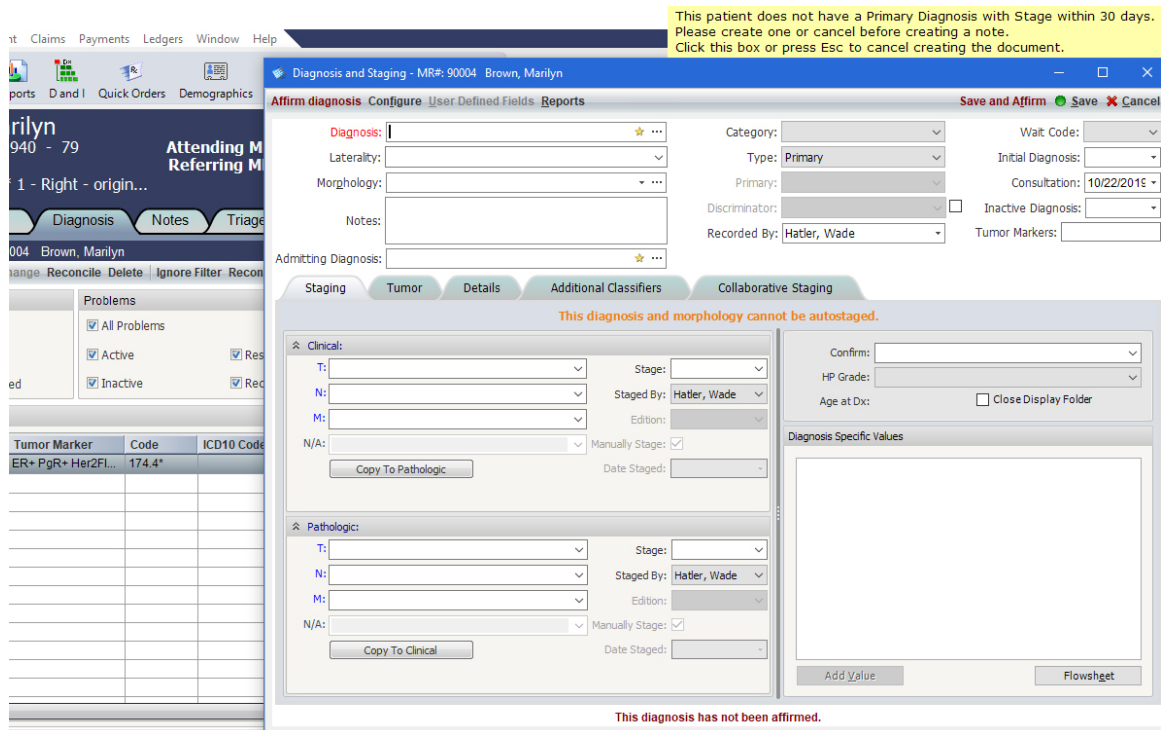 This patient does not have a Primary Diagnosis with Stage within 30 days.
Please create one or cancel before creating a note.
Click this box or press Esc to cancel creating the document.
nt Claims Payments Ledgers Window Help
ports D and I Quick Orders Demographics
Diagnosis and Staging - MR#: 90004 Brown, Marilyn
Affirm diagnosis Configure User Defined Fields Reports Save and Affirm Save Cancel
rilyn
940 - 79
Attending M
Referring MI
* 1 - Right - origin...
Diagnosis Notes Triage
004 Brown, Marilyn
hange Reconcile Delete Ignore Filter Recon
Problems
All Problems
Active Res
ed Inactive Rec
Tumor Marker Code ICD10 Code
ER+ PgR+ Her2FI... 174.4*
Diagnosis: ... Category: Wait Code:
Laterality: Type: Primary Initial Diagnosis:
Morphology: ... Primary: Consultation: 10/22/2019
Notes: Discriminator: Inactive Diagnosis:
Recorded By: Hatler, Wade Tumor Markers:
Admitting Diagnosis: ...
Staging Tumor Details Additional Classifiers Collaborative Staging
This diagnosis and morphology cannot be autostaged.
Clinical:
T: Stage:
N: Staged By: Hatler, Wade
M: Edition:
N/A: Manually Stage:
Copy To Pathologic Date Staged:
Pathologic:
T: Stage:
N: Staged By: Hatler, Wade
M: Edition:
N/A: Manually Stage:
Copy To Clinical Date Staged:
Confirm:
HP Grade:
Age at Dx: Close Display Folder
Diagnosis Specific Values
Add Value Flowsheet
This diagnosis has not been affirmed.